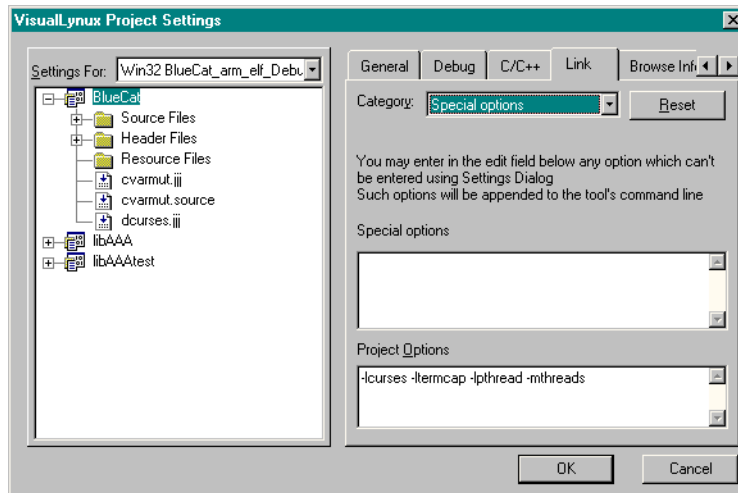 VisualLynux Project Settings
Settings For: Win32 BlueCat_arm_elf_Debu
BlueCat
Source Files
Header Files
Resource Files
cvarmut.jjj
cvarmut.source
dcurses.jjj
libAAA
libAAAtest
General Debug C/C++ Link Browse Info
Category: Special options Reset
You may enter in the edit field below any option which can't
be entered using Settings Dialog
Such options will be appended to the tool's command line
Special options
Project Options
-lcurses -ltermcap -lpthread -mthreads
OK Cancel